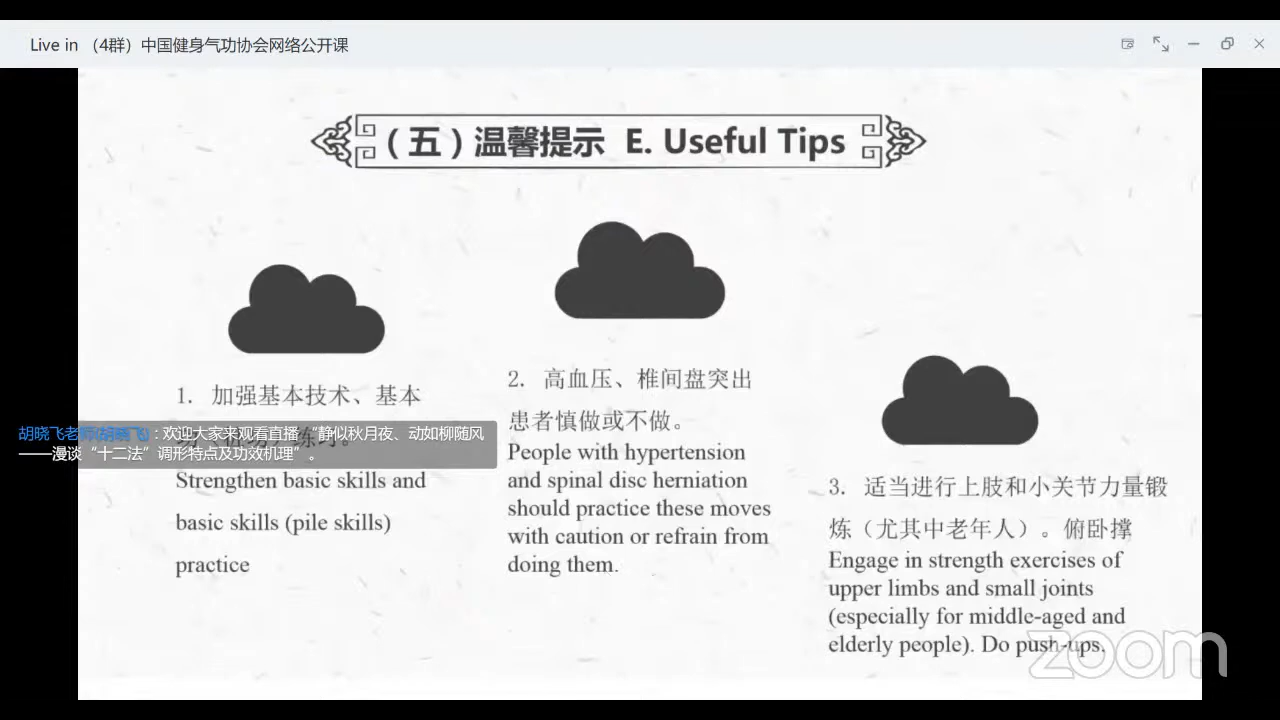 Live in （4群）中国健身气功协会网络公开课
（五）温馨提示 E. Useful Tips
1. 加强基本技术、基本
胡晓飞老师(胡晓飞)：欢迎大家来观看直播 “静似秋月夜、动如柳随风
——漫谈“十二法”调形特点及功效机理”。
Strengthen basic skills and
basic skills (pile skills)
practice
2. 高血压、椎间盘突出
患者慎做或不做。
People with hypertension
and spinal disc herniation
should practice these moves
with caution or refrain from
doing them.
3. 适当进行上肢和小关节力量锻
炼（尤其中老年人）。俯卧撑
Engage in strength exercises of
upper limbs and small joints
(especially for middle-aged and
elderly people). Do push-ups.
zoom